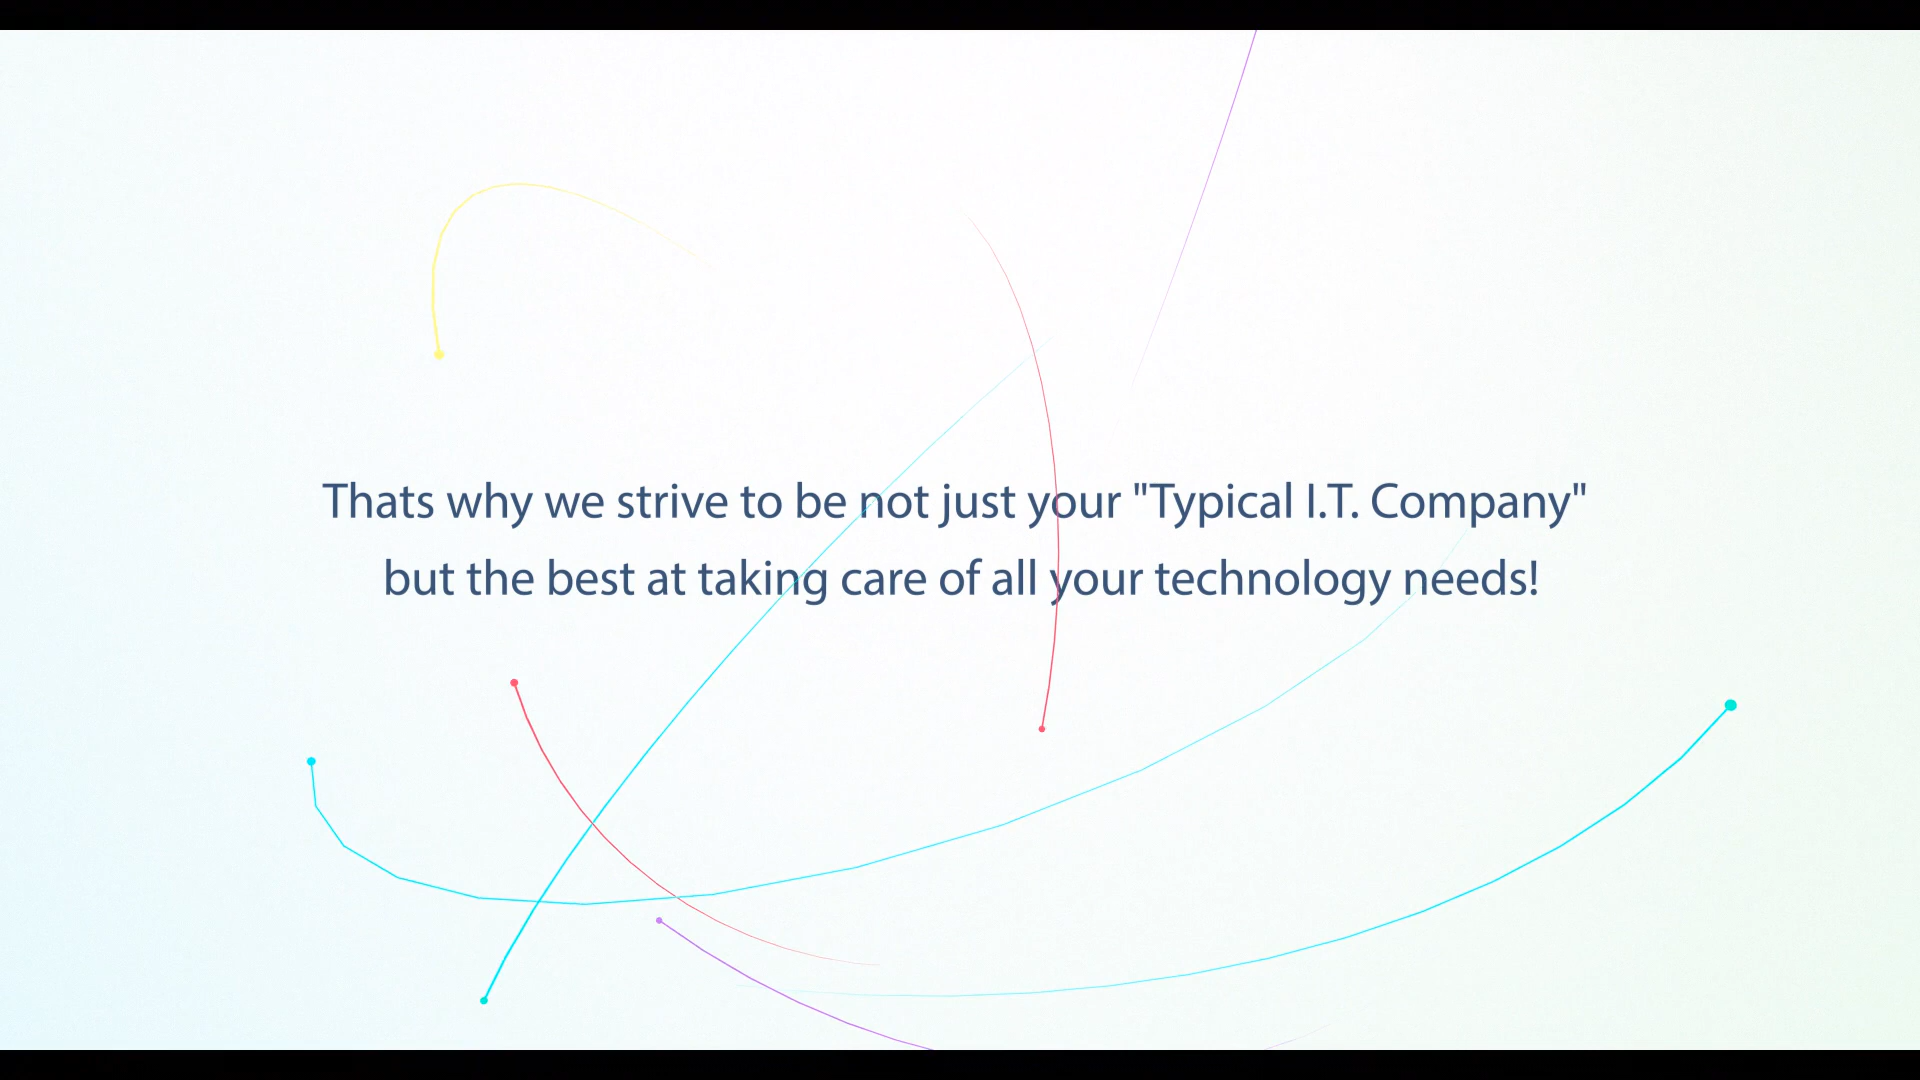 Thats why we strive to be not just your "Typical I.T. Company"
but the best at taking care of all your technology needs!